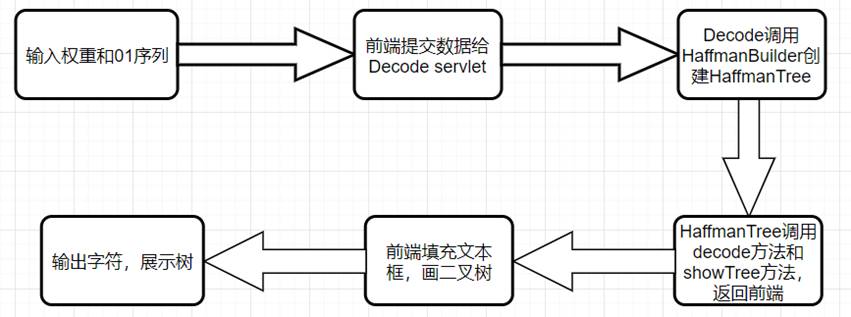 输入权重和01序列
前端提交数据给
Decode servlet
Decode调用
HaffmanBuilder创
建HaffmanTree
HaffmanTree调用
decode方法和
showTree方法，
返回前端
前端填充文本
框，画二叉树
输出字符，展示树